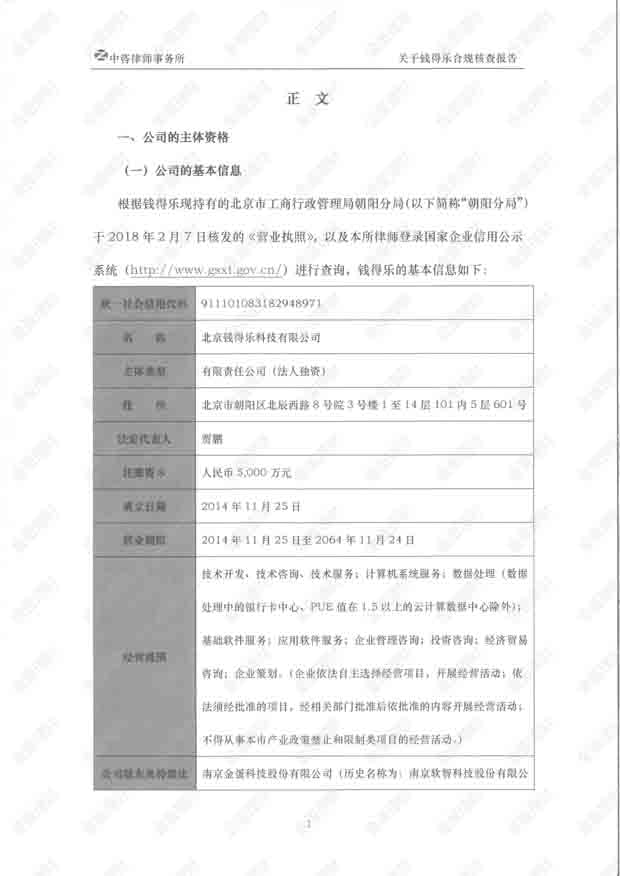 中咨律师事务所 关于钱得乐合规核查报告
正 文
一、公司的主体资格
（一）公司的基本信息
根据钱得乐现持有的北京市工商行政管理局朝阳分局(以下简称“朝阳分局”)
于 2018 年 2 月 7 日核发的《营业执照》，以及本所律师登录国家企业信用公示
系统（http://www.gsxt.gov.cn/）进行查询，钱得乐的基本信息如下：
统一社会信用代码 911101083182948971
名 称 北京钱得乐科技有限公司
主体类型 有限责任公司（法人独资）
住 所 北京市朝阳区北辰西路 8 号院 3 号楼 1 至 14 层 101 内 5 层 601 号
法定代表人 贾鹏
注册资本 人民币 5,000 万元
成立日期 2014 年 11 月 25 日
营业期限 2014 年 11 月 25 日至 2064 年 11 月 24 日
技术开发、技术咨询、技术服务；计算机系统服务；数据处理（数据
处理中的银行卡中心、PUE 值在 1.5 以上的云计算数据中心除外）；
基础软件服务；应用软件服务；企业管理咨询；投资咨询；经济贸易
经营范围
咨询；企业策划。（企业依法自主选择经营项目，开展经营活动；依
法须经批准的项目，经相关部门批准后依批准的内容开展经营活动；
不得从事本市产业政策禁止和限制类项目的经营活动。）
公司股东及持股比 南京金蛋科技股份有限公司（历史名称为：南京软智科技股份有限公
1